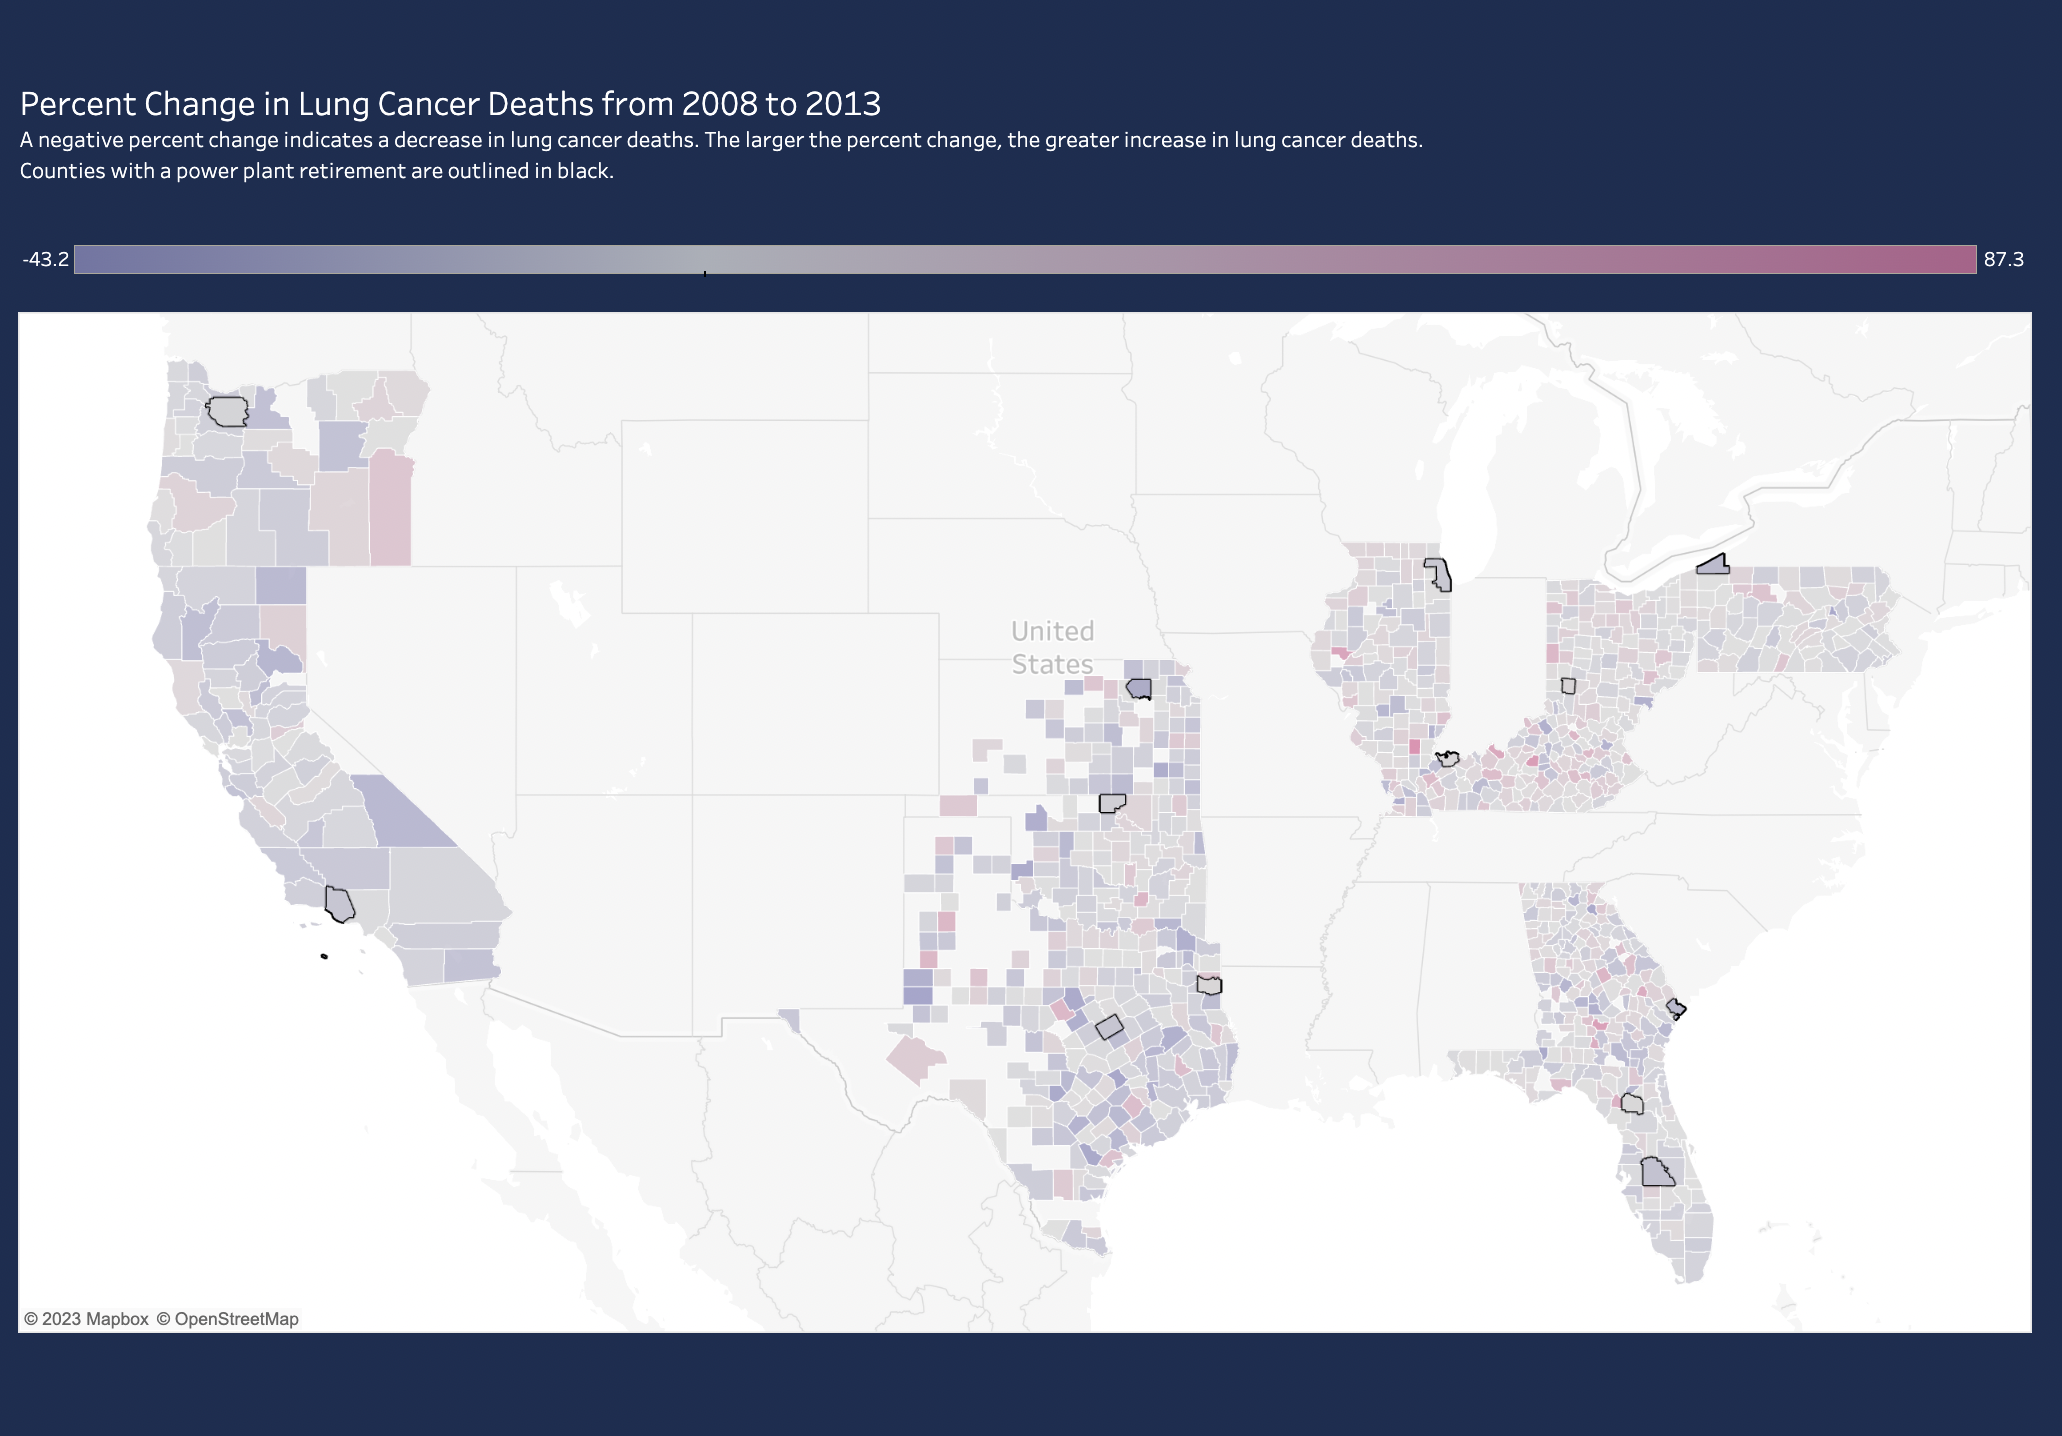 Percent Change in Lung Cancer Deaths from 2008 to 2013
A negative percent change indicates a decrease in lung cancer deaths. The larger the percent change, the greater increase in lung cancer deaths.
Counties with a power plant retirement are outlined in black.
-43.2 87.3
United
States
© 2023 Mapbox © OpenStreetMap